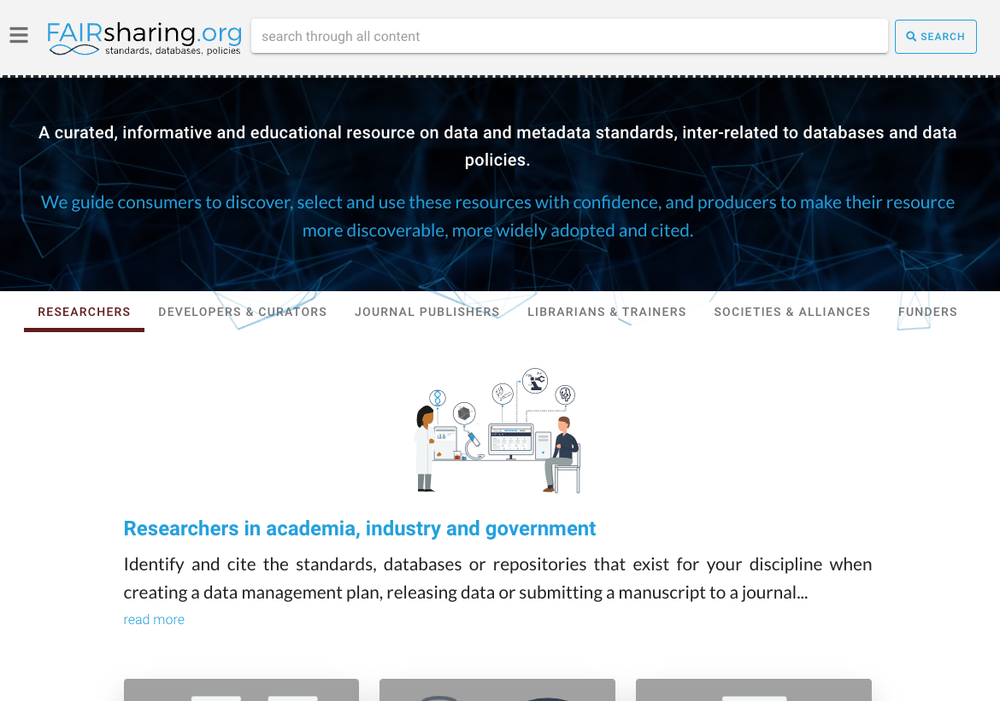 FAIRsharing.org
standards, databases, policies
search through all content
SEARCH
A curated, informative and educational resource on data and metadata standards, inter-related to databases and data
policies.
We guide consumers to discover, select and use these resources with confidence, and producers to make their resource
more discoverable, more widely adopted and cited.
RESEARCHERS DEVELOPERS & CURATORS JOURNAL PUBLISHERS LIBRARIANS & TRAINERS SOCIETIES & ALLIANCES FUNDERS
Researchers in academia, industry and government
Identify and cite the standards, databases or repositories that exist for your discipline when
creating a data management plan, releasing data or submitting a manuscript to a journal...
read more